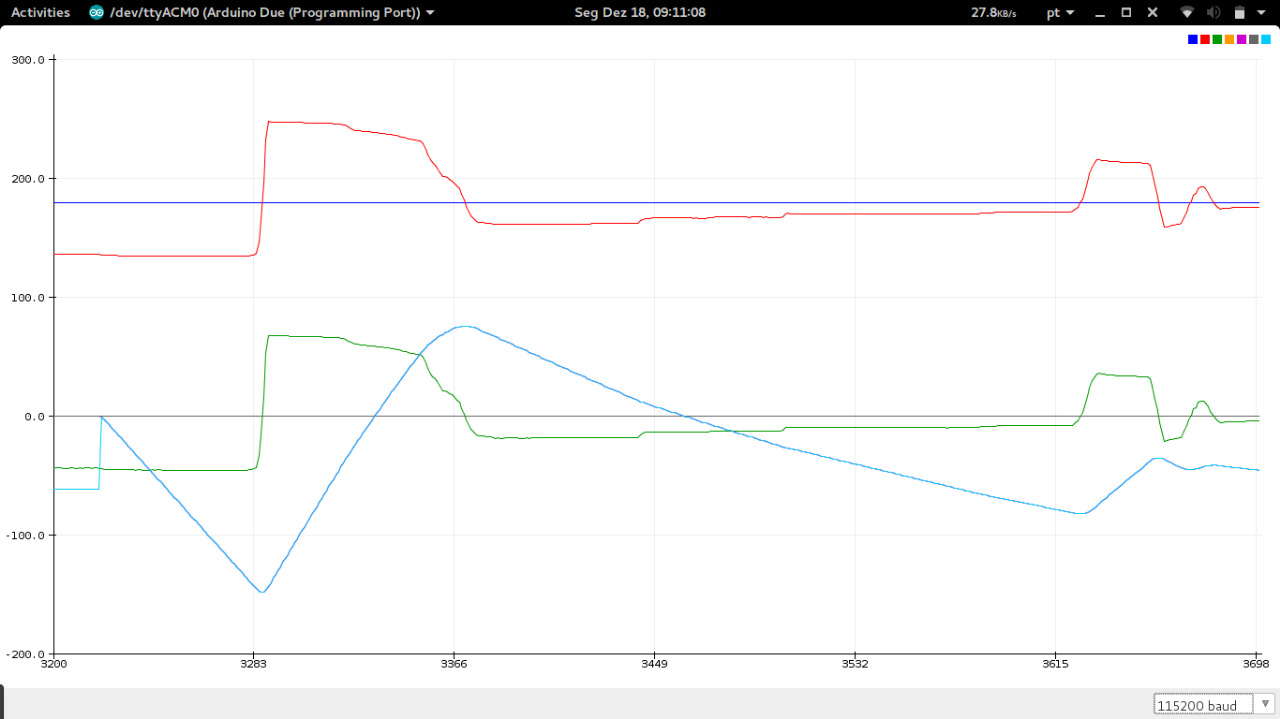 Activities /dev/ttyACM0 (Arduino Due (Programming Port)) Seg Dez 18, 09:11:08 27.8KB/s pt
300.0
200.0
100.0
0.0
-100.0
-200.0
3200 3283 3366 3449 3532 3615 3698
115200 baud